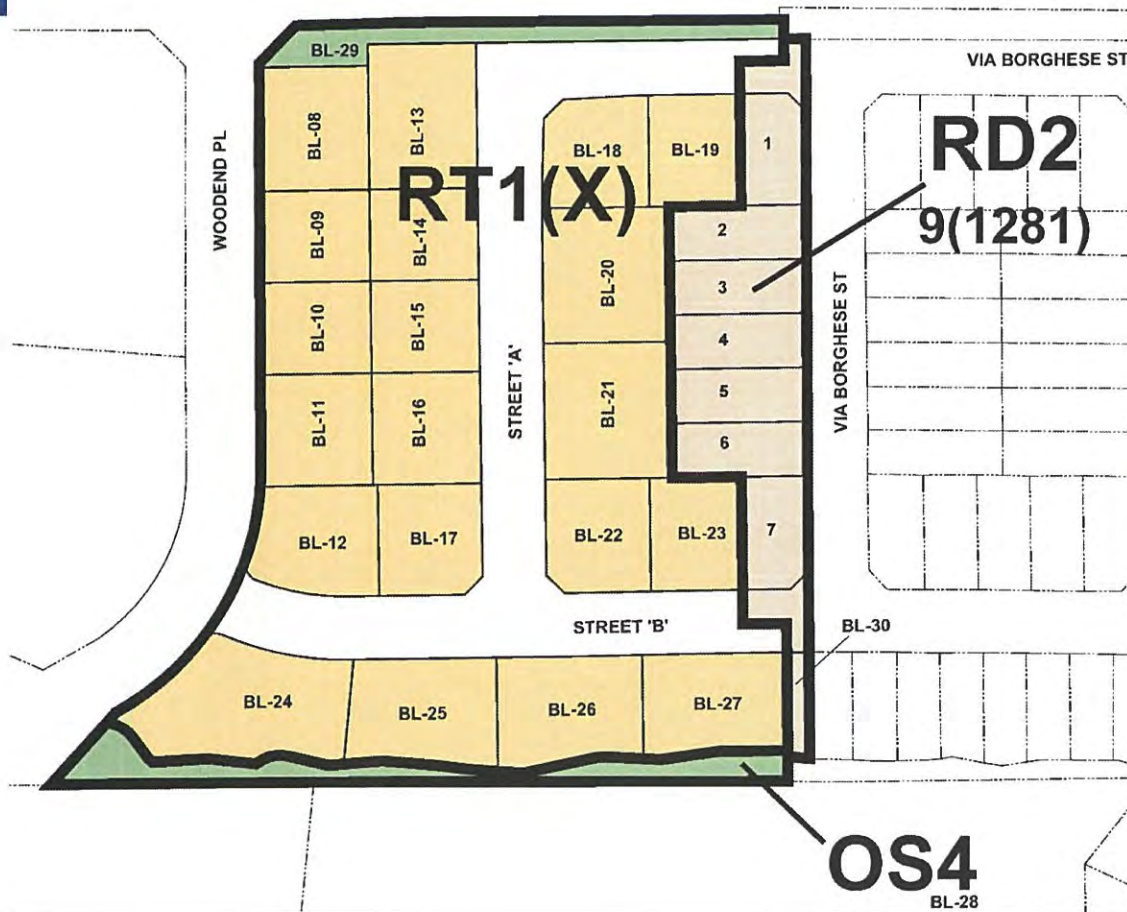 BL-29
VIA BORGHESE ST
BL-08
BL-13
BL-18
BL-19
1
RD2
9(1281)
WOODEND PL
RT1(X)
BL-09
BL-14
2
BL-20
3
BL-10
BL-15
4
VIA BORGHESE ST
STREET 'A'
BL-11
BL-16
BL-21
5
6
BL-12
BL-17
BL-22
BL-23
7
STREET 'B'
BL-30
BL-24
BL-25
BL-26
BL-27
OS4
BL-28